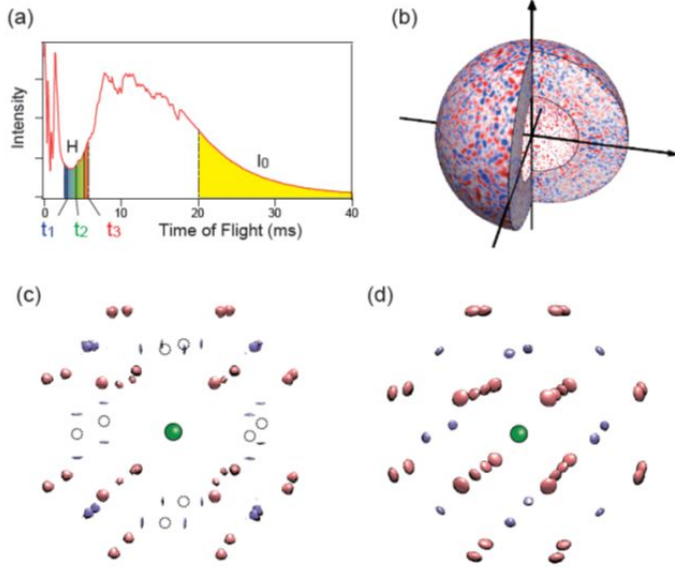 (a)
(b)
Intensity
H
I0
0
10
20
30
40
t1
t2
t3
Time of Flight (ms)
(c)
(d)